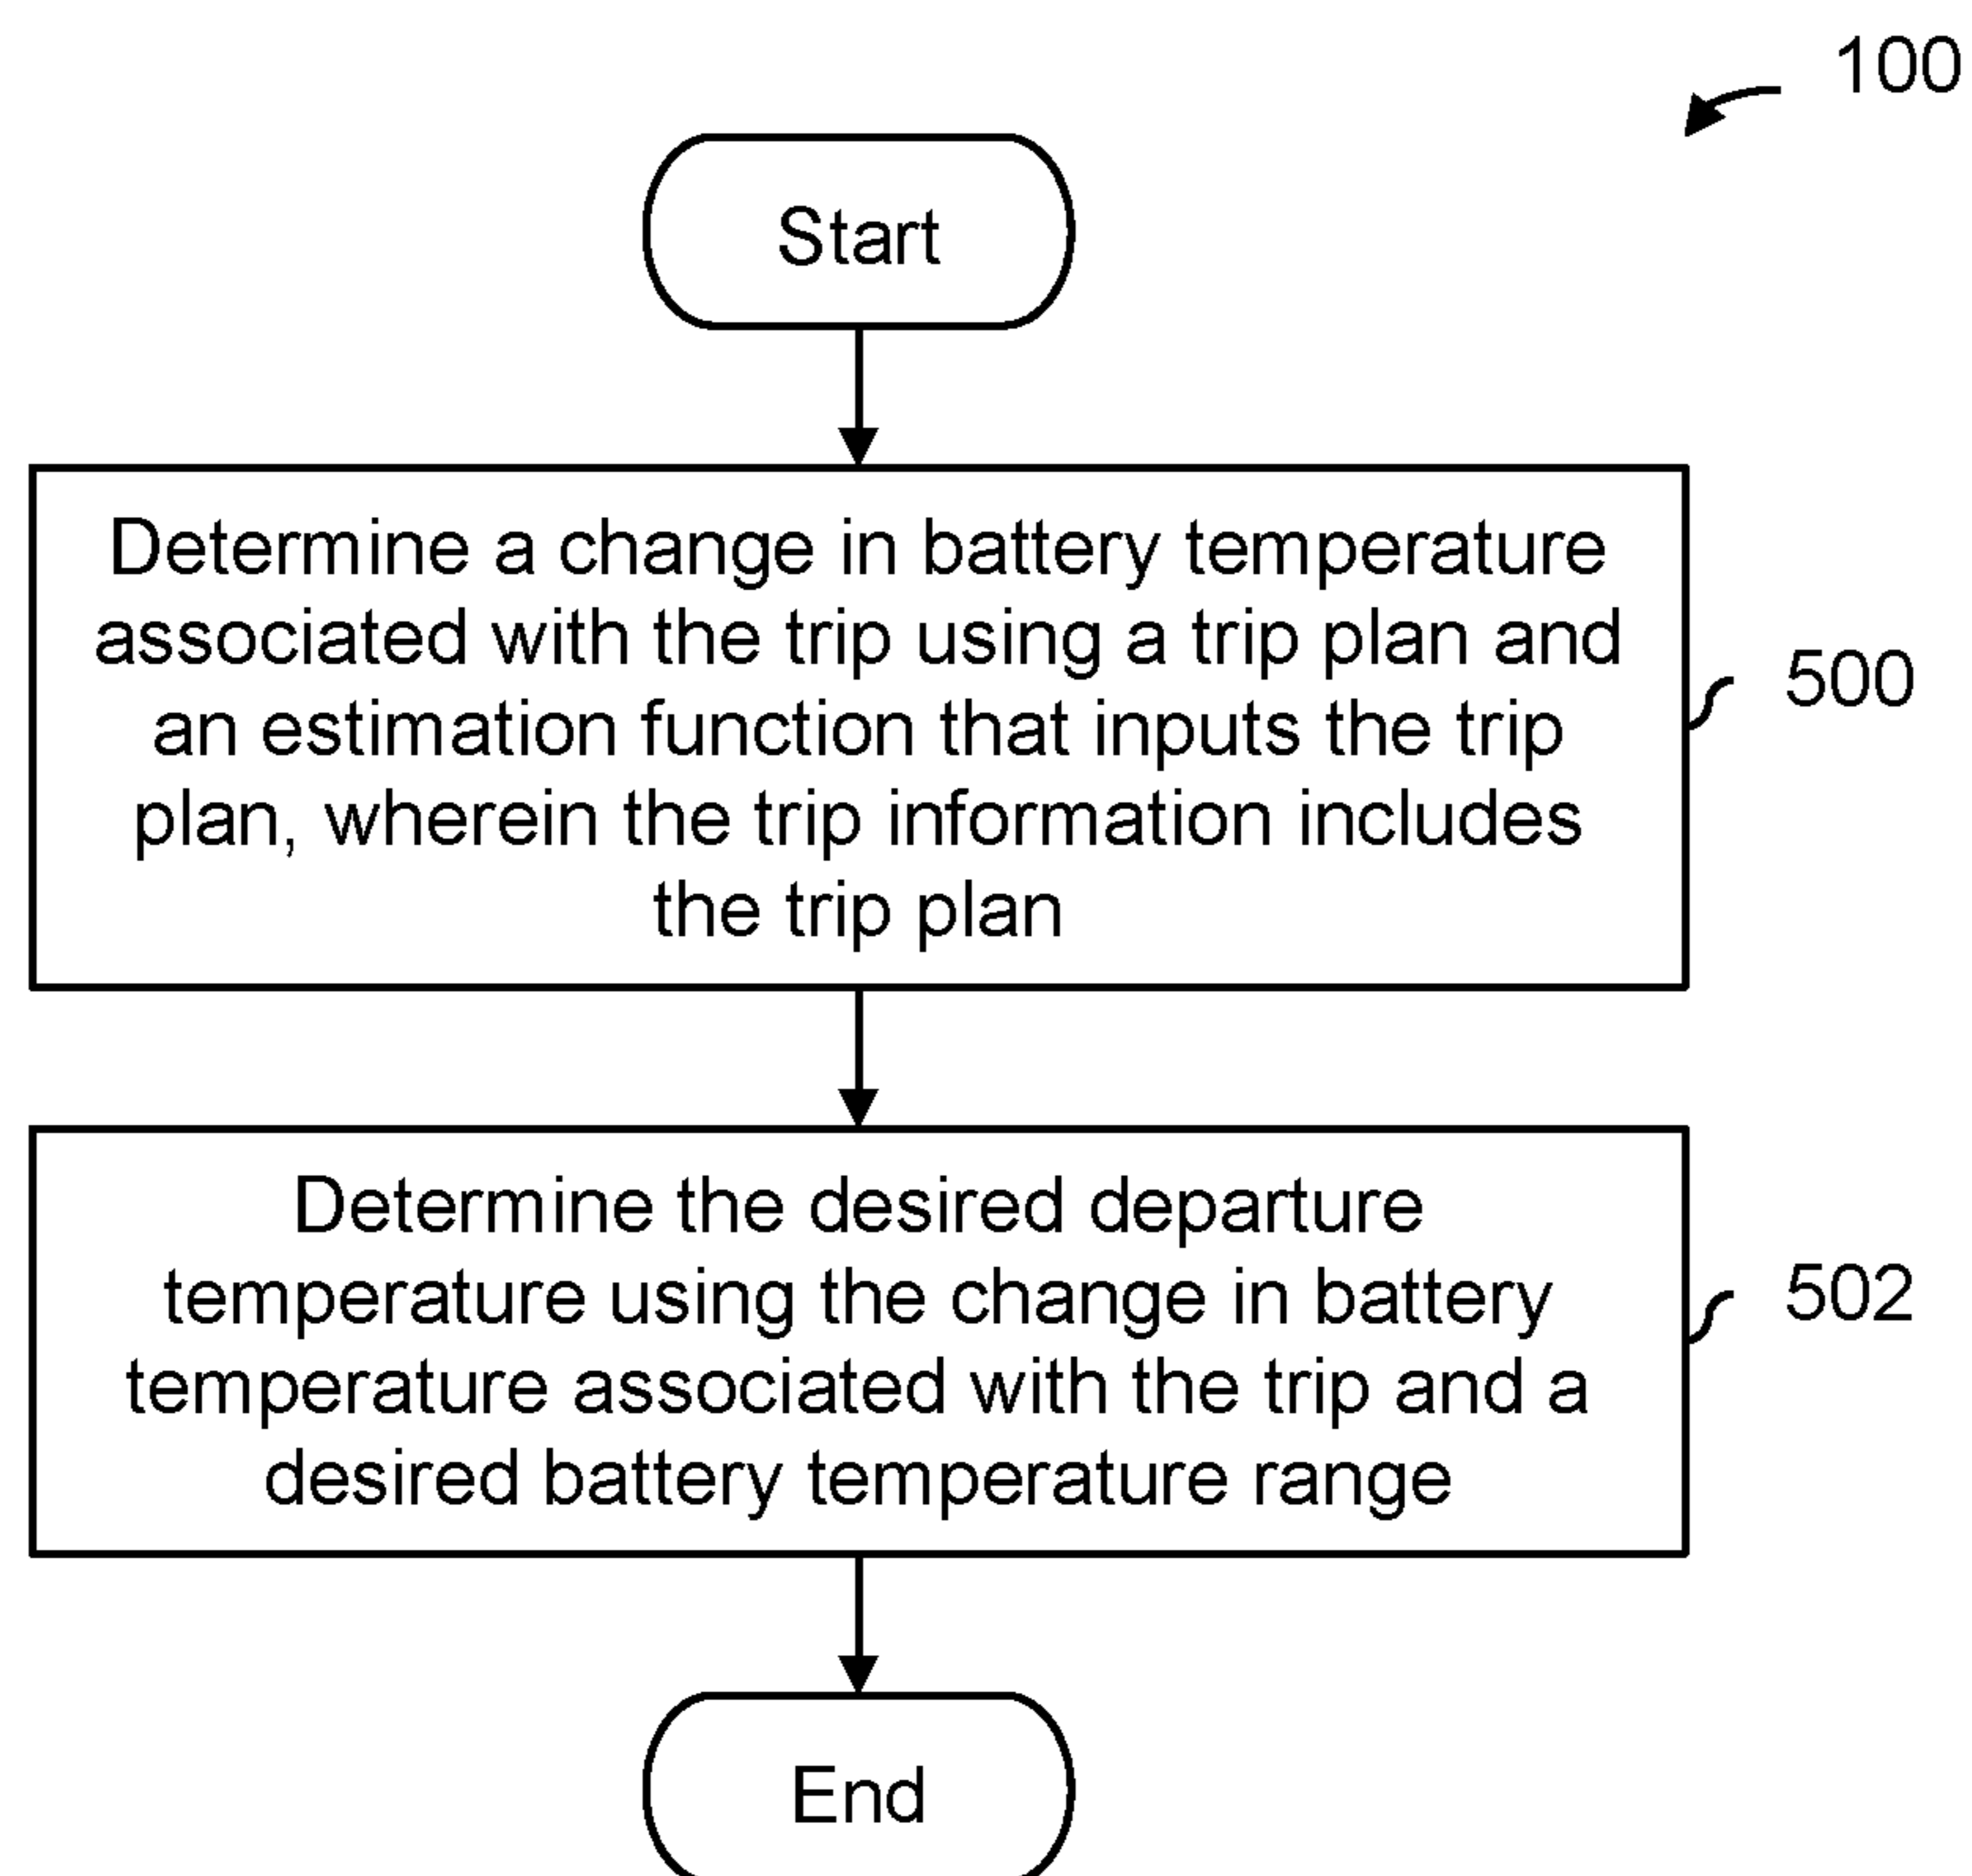 100
Start
Determine a change in battery temperature
associated with the trip using a trip plan and
an estimation function that inputs the trip
plan, wherein the trip information includes
the trip plan
500
Determine the desired departure
temperature using the change in battery
temperature associated with the trip and a
desired battery temperature range
502
End